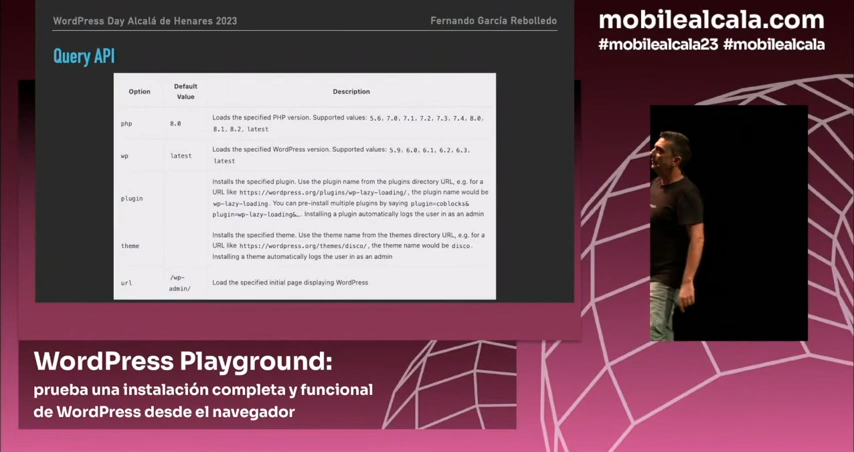 WordPress Day Alcalá de Henares 2023
Fernando García Rebolledo
mobilealcala.com
#mobilealcala23 #mobilealcala
Query API
Option
Default
Value
Description
php
8.0
Loads the specified PHP version. Supported values: 5.6, 7.0, 7.1, 7.2, 7.3, 7.4, 8.0,
8.1, 8.2, latest
wp
latest
Loads the specified WordPress version. Supported values: 5.9, 6.0, 6.1, 6.2, 6.3,
latest
plugin
Installs the specified plugin. Use the plugin name from the plugins directory URL, e.g. for a
URL like https://wordpress.org/plugins/wp-lazy-loading/, the plugin name would be
wp-lazy-loading. You can pre-install multiple plugins by saying plugin=coblocks&
plugin=wp-lazy-loading&…. Installing a plugin automatically logs the user in as an admin
theme
Installs the specified theme. Use the theme name from the themes directory URL, e.g. for a
URL like https://wordpress.org/themes/disco/, the theme name would be disco.
Installing a theme automatically logs the user in as an admin
url
/wp-
admin/
Load the specified initial page displaying WordPress
WordPress Playground:
prueba una instalación completa y funcional
de WordPress desde el navegador